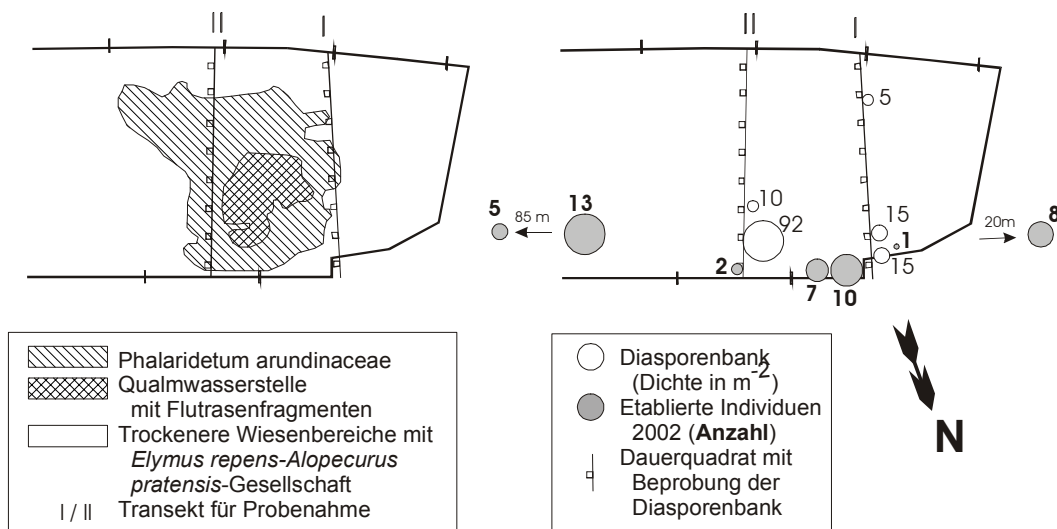 II
I
II
I
5
10
92
15
1
15
2
7
10
5
85 m
13
20m
8
Phalaridetum arundinaceae
Qualmwasserstelle
mit Flutrasenfragmenten
Trockenere Wiesenbereiche mit
Elymus repens-Alopecurus
pratensis-Gesellschaft
I / II Transekt für Probenahme
Diasporenbank
(Dichte in m-2)
Etablierte Individuen
2002 (Anzahl)
Dauerquadrat mit
Beprobung der
Diasporenbank
N